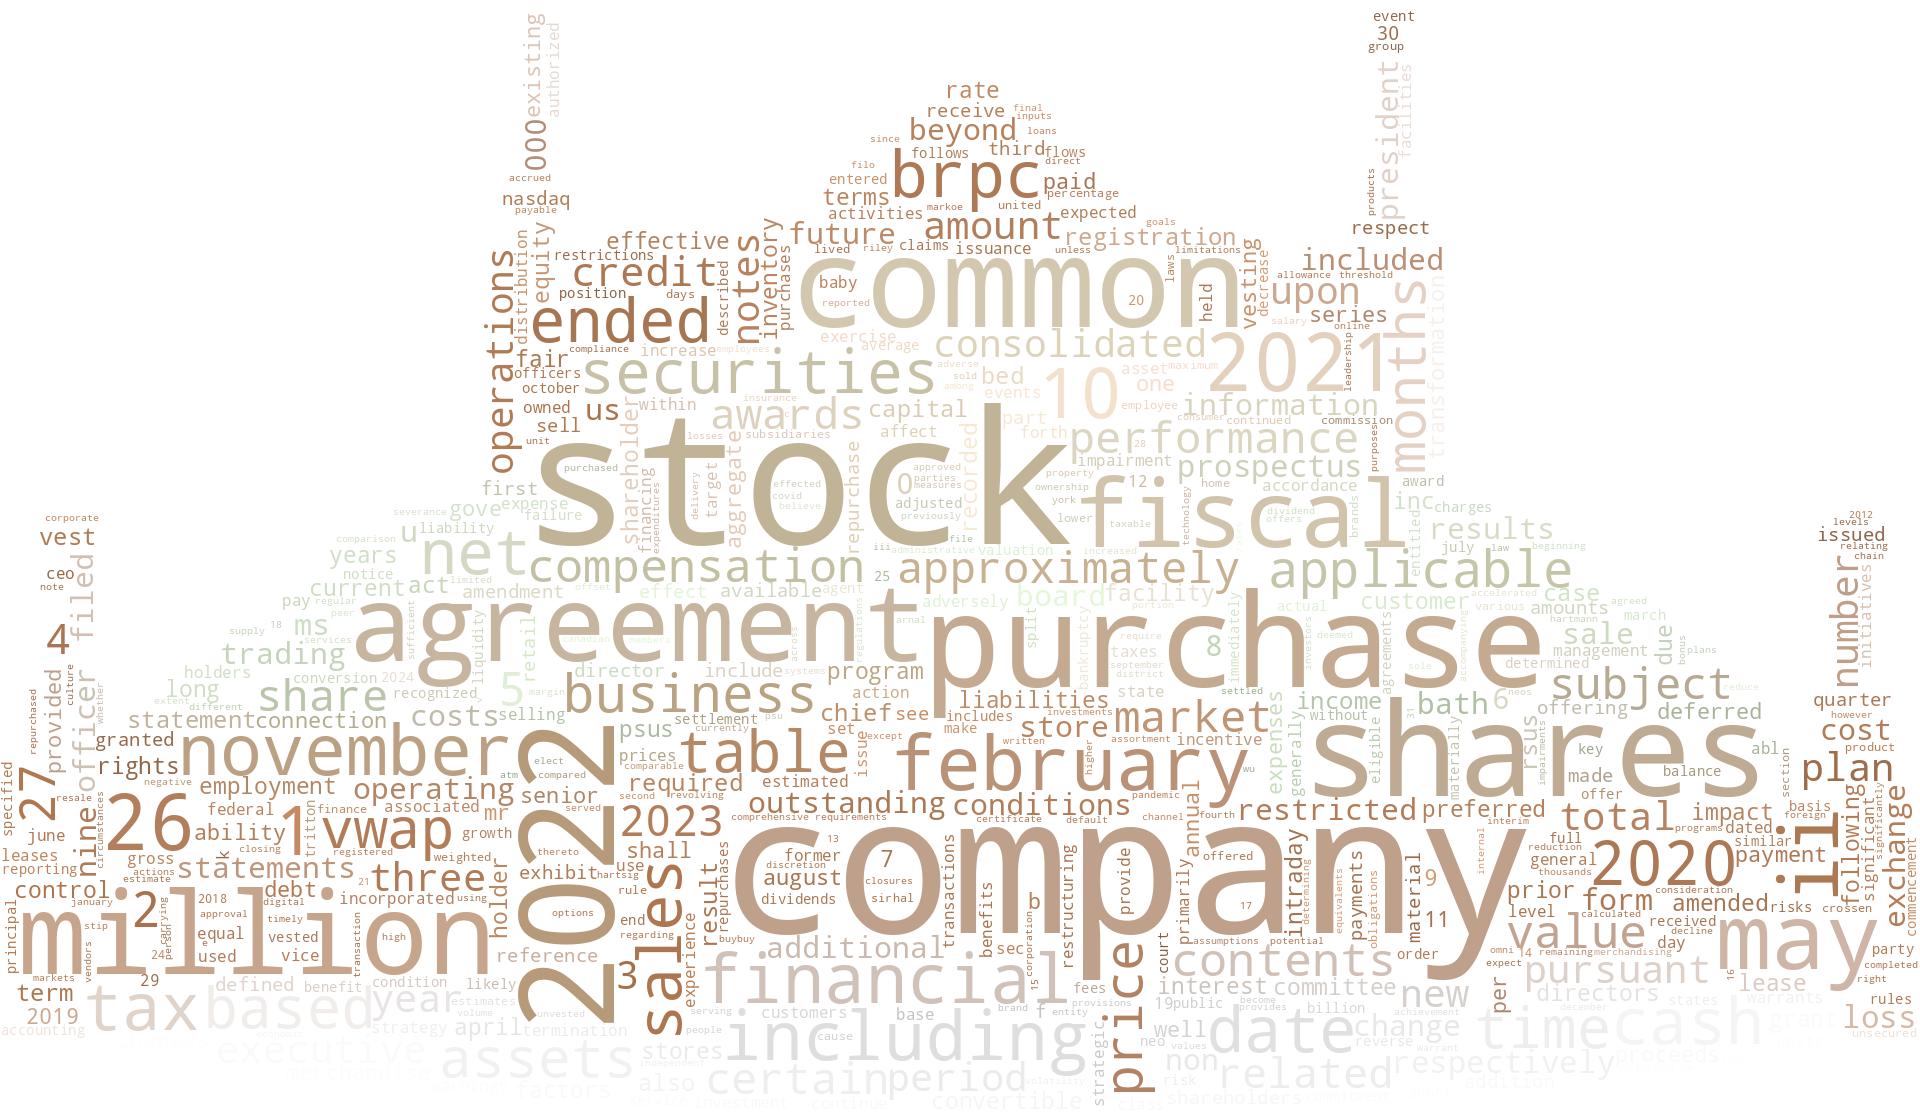 event
30
group
existing
authorized
000
accrued
nasdaq
payable
president
facilities
products
respect
rate
receive
final
inputs
beyond
loans
since
follows
third
flows
filo
brpc
direct
entered
paid
terms
percentage
markoe
united
activities
amount
expected
goals
future
registration
lived
riley
claims
issuance
unless
limitations
effective
restrictions
equity
distribution
operations
credit
notes
inventory
purchases
described
position
days
ended
common
baby
reported
20
laws
held
vesting
decrease
included
allowance
threshold
upon
series
salary
online
months
transformation
leadership
fair
compliance
increase
employees
exercise
average
consolidated
2021
officers
october
securities
adverse
sold
among
bed
events
10
asset
one
maximum
employee
information
owned
us
within
insurance
awards
capital
part
forth
consumer
continued
commission
sell
unit
shareholder
losses
subsidiaries
affect
recorded
performance
28
purposes
stock
purchased
impairment
prospectus
first
financing
expenditures
delivery
target
aggregate
repurchase
approved
parties
measures
effected
covid
believe
0
adjusted
previously
property
ownership
york
lower
12
home
accordance
award
fiscal
taxable
technology
dividend
offers
brands
inc
charges
severance
gove
expense
failure
u
liability
results
entitled
july
law
beginning
comparison
years
notice
net
compensation
iii
administrative
file
valuation
increased
25
approximately
applicable
current
act
limited
amendment
offset
effect
available
agent
adversely
board
facility
portion
immediately
actual
customer
accelerated
various
case
amounts
agreed
march
pay
regular
peer
supply
18
services
ms
sufficient
agreement
canadian
members
across
regulations
arnal
split
purchase
require
taxes
september
district
8
investors
deemed
agreements
sole
accompanying
hartmann
sale
management
determined
due
bonus
plans
trading
holders
conversion
2024
liquidity
retail
director
include
systems
program
bankruptcy
state
long
extent
different
share
recognized
5
margin
business
action
liabilities
settled
expenses
income
without
bath
6
neos
offering
subject
reduce
deferred
statement
connection
costs
selling
settlement
psu
currently
psus
chief
see
set
includes
make
investments
store
market
generally
31
eligible
materially
shares
rsus
impairments
key
abl
balance
section
corporate
vest
ceo
note
4
filed
officer
provided
culture
whether
repurchased
granted
rights
november
2022
elect
compared
atm
prices
comparable
table
issue
except
written
february
higher
assortment
incentive
wu
made
offer
2012
levels
issued
relating
chain
number
initiatives
quarter
however
cost
product
plan
specified
27
resale
negative
employment
operating
senior
served
required
estimated
second
revolving
outstanding
conditions
pandemic
annual
restricted
preferred
interim
total
impact
basis
foreign
nine
circumstances
26
federal
ability
closing
1
tritton
finance
associated
mr
growth
vwap
registered
weighted
2023
comprehensive
requirements
certificate
default
channel
fourth
programs
dated
similar
following
significant
significantly
exchange
june
leases
reporting
gross
actions
estimate
k
statements
three
thereto
shall
use
hartsig
13
former
discretion
7
company
offered
internal
full
reduction
general
thousands
2020
payment
ii
control
january
2
2018
digital
debt
21
incorporated
using
holder
exhibit
rule
sales
repurchases
august
closures
dividends
sirhal
provide
transactions
restructuring
primarily
intraday
payments
obligations
equivalents
determining
material
9
11
prior
form
consideration
amended
risks
crossen
commencement
principal
stip
million
carrying
person
24
approval
equal
e
used
timely
vested
vice
transaction
high
options
end
regarding
result
buybuy
experience
b
benefits
sec
17
assumptions
potential
order
omni
expect
level
14
calculated
received
remaining
merchandising
decline
value
day
may
16
party
completed
right
markets
vendors
29
term
2019
accounting
tax
defined
benefit
based
condition
year
reference
likely
estimates
volume
3
unvested
termination
serving
people
additional
financial
15
corporation
fees
provisions
price
court
contents
interest
committee
19
public
become
provides
billion
new
per
pursuant
directors
december
states
lease
warrants
grant
rules
loss
unsecured
strategy
april
executive
merchandise
economic
assets
factors
stores
independent
also
service
customers
base
cause
brand
f
entity
including
certain
investment
period
continue
volatility
convertible
strategic
class
well
neo
values
non
risk
shareholders
date
warrant
change
reverse
achievement
related
commitment
respectively
addition
time
cash
proceeds